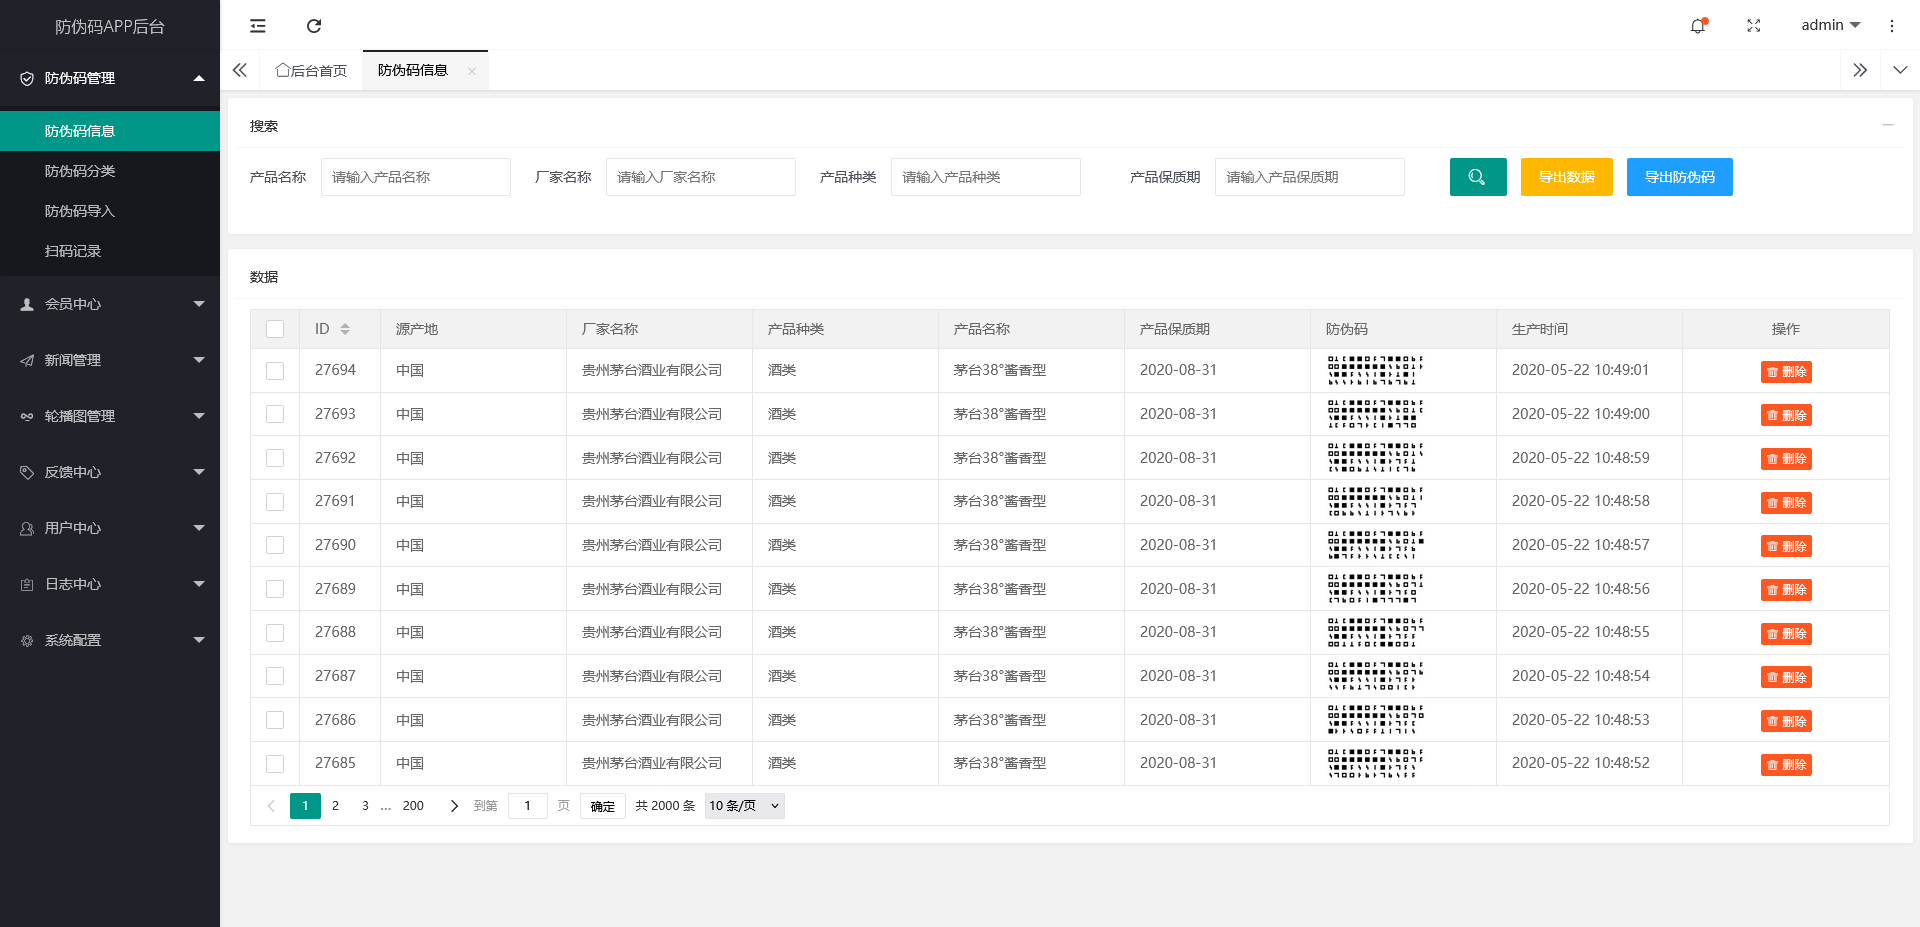 防伪码APP后台
admin
防伪码管理
后台首页
防伪码信息
防伪码信息
防伪码分类
防伪码导入
扫码记录
会员中心
新闻管理
轮播图管理
反馈中心
用户中心
日志中心
系统配置
搜索
产品名称 请输入产品名称 厂家名称 请输入厂家名称 产品种类 请输入产品种类 产品保质期 请输入产品保质期 导出数据 导出防伪码
数据
ID 源产地 厂家名称 产品种类 产品名称 产品保质期 防伪码 生产时间 操作
27694 中国 贵州茅台酒业有限公司 酒类 茅台38°酱香型 2020-08-31 2020-05-22 10:49:01 删除
27693 中国 贵州茅台酒业有限公司 酒类 茅台38°酱香型 2020-08-31 2020-05-22 10:49:00 删除
27692 中国 贵州茅台酒业有限公司 酒类 茅台38°酱香型 2020-08-31 2020-05-22 10:48:59 删除
27691 中国 贵州茅台酒业有限公司 酒类 茅台38°酱香型 2020-08-31 2020-05-22 10:48:58 删除
27690 中国 贵州茅台酒业有限公司 酒类 茅台38°酱香型 2020-08-31 2020-05-22 10:48:57 删除
27689 中国 贵州茅台酒业有限公司 酒类 茅台38°酱香型 2020-08-31 2020-05-22 10:48:56 删除
27688 中国 贵州茅台酒业有限公司 酒类 茅台38°酱香型 2020-08-31 2020-05-22 10:48:55 删除
27687 中国 贵州茅台酒业有限公司 酒类 茅台38°酱香型 2020-08-31 2020-05-22 10:48:54 删除
27686 中国 贵州茅台酒业有限公司 酒类 茅台38°酱香型 2020-08-31 2020-05-22 10:48:53 删除
27685 中国 贵州茅台酒业有限公司 酒类 茅台38°酱香型 2020-08-31 2020-05-22 10:48:52 删除
1 2 3 … 200 到第 1 页 确定 共 2000 条 10 条/页